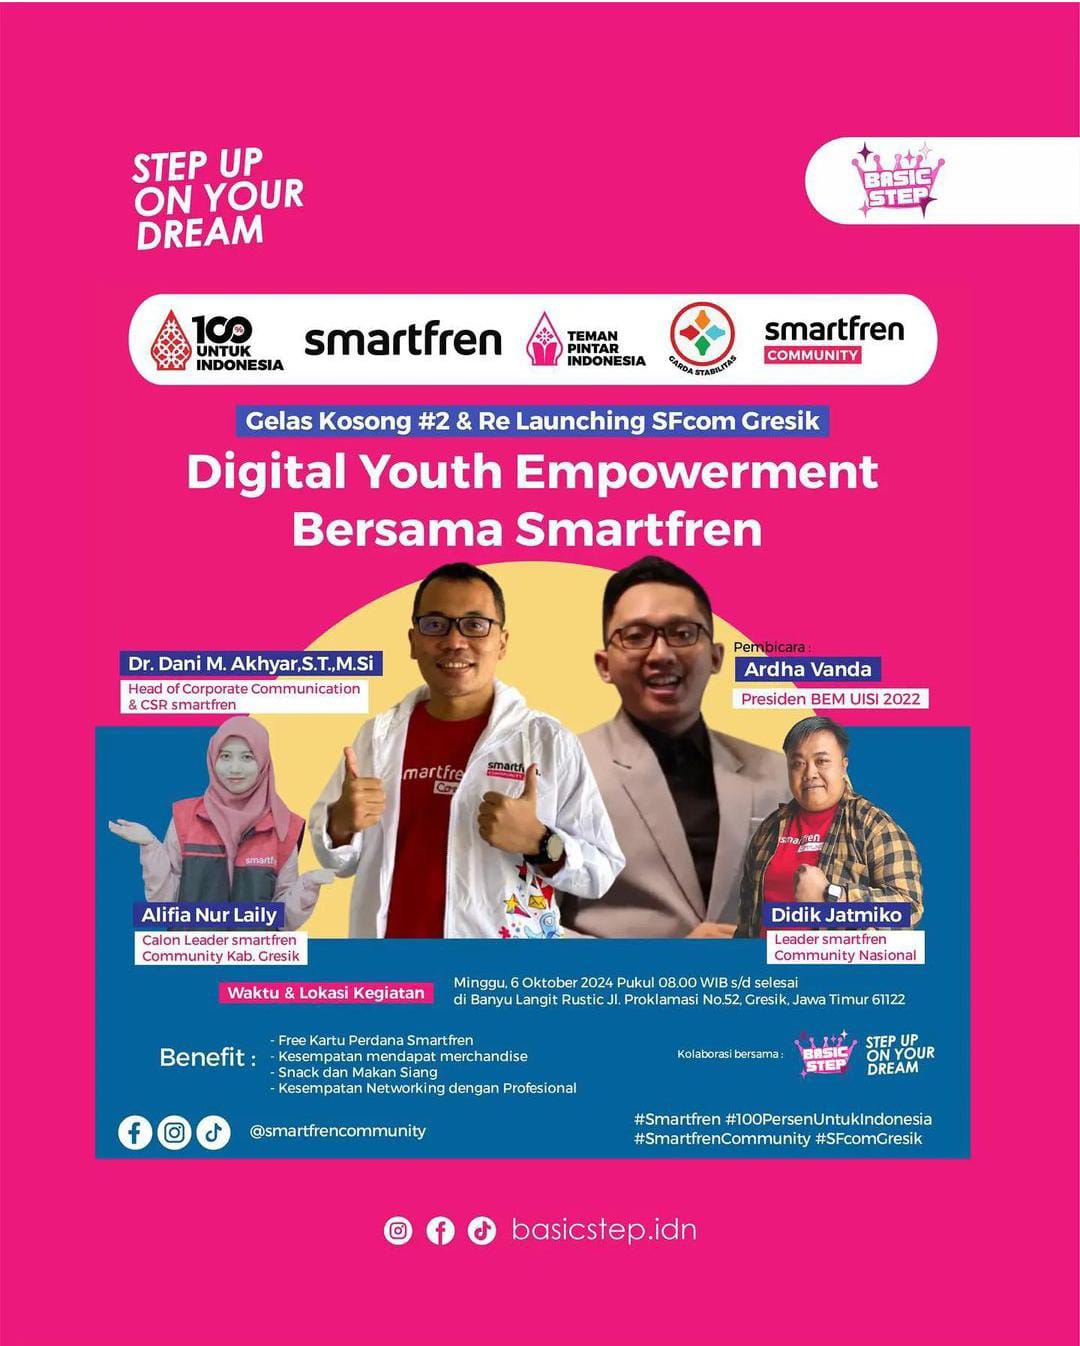 STEP UP
ON YOUR
DREAM
BASIC
STEP
100%
UNTUK
INDONESIA
smartfren
TEMAN
PINTAR
INDONESIA
GARDA STABILITAS
smartfren
COMMUNITY
Gelas Kosong #2 & Re Launching SFcom Gresik
Digital Youth Empowerment
Bersama Smartfren
Dr. Dani M. Akhyar,S.T.,M.Si
Head of Corporate Communication
& CSR smartfren
Pembicara :
Ardha Vanda
Presiden BEM UISI 2022
martfre
Co
smartf n.
COMMUNITY
smartf
Alifia Nur Laily
Calon Leader smartfren
Community Kab. Gresik
Didik Jatmiko
Leader smartfren
Community Nasional
Waktu & Lokasi Kegiatan
Minggu, 6 Oktober 2024 Pukul 08.00 WIB s/d selesai
di Banyu Langit Rustic Jl. Proklamasi No.52, Gresik, Jawa Timur 61122
Benefit :
- Free Kartu Perdana Smartfren
- Kesempatan mendapat merchandise
- Snack dan Makan Siang
- Kesempatan Networking dengan Profesional
Kolaborasi bersama :
BASIC
STEP
STEP UP
ON YOUR
DREAM
@smartfrencommunity
#Smartfren #100PersenUntukIndonesia
#SmartfrenCommunity #SFcomGresik
basicstep.idn